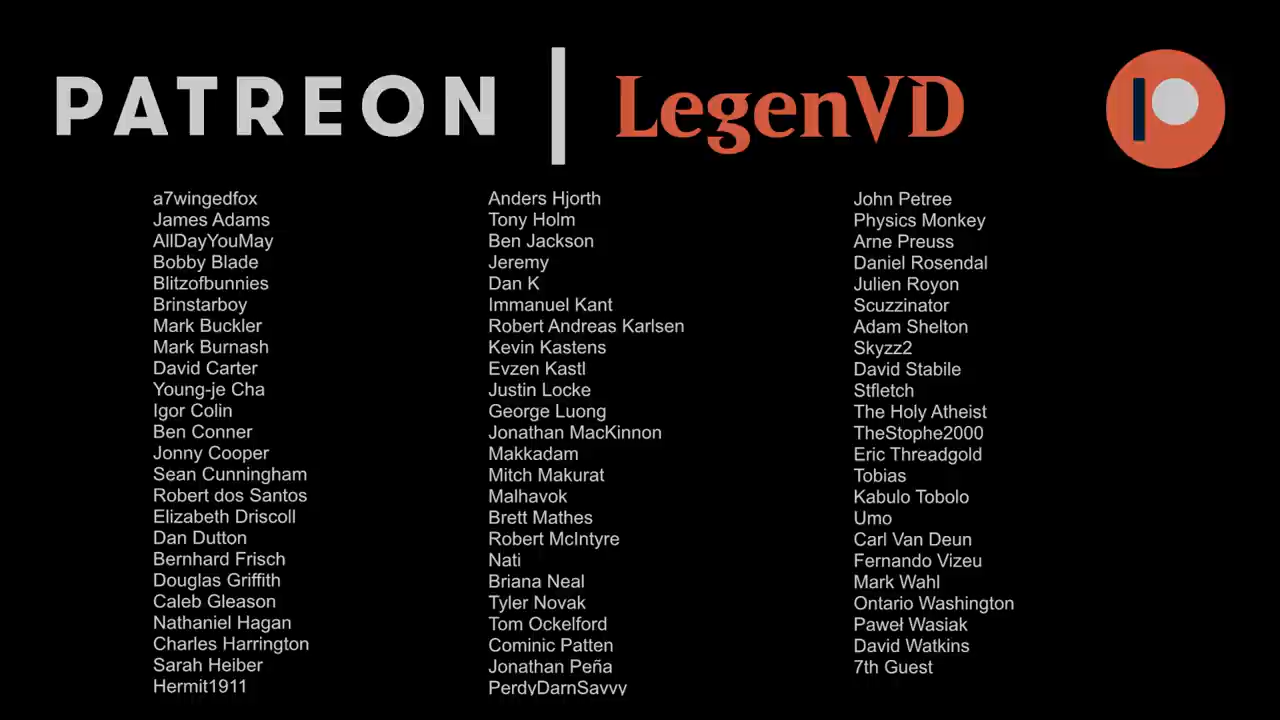 PATREON | LegenVD
a7wingedfox
James Adams
AllDayYouMay
Bobby Blade
Blitzofbunnies
Brinstarboy
Mark Buckler
Mark Burnash
David Carter
Young-je Cha
Igor Colin
Ben Conner
Jonny Cooper
Sean Cunningham
Robert dos Santos
Elizabeth Driscoll
Dan Dutton
Bernhard Frisch
Douglas Griffith
Caleb Gleason
Nathaniel Hagan
Charles Harrington
Sarah Heiber
Hermit1911
Anders Hjorth
Tony Holm
Ben Jackson
Jeremy
Dan K
Immanuel Kant
Robert Andreas Karlsen
Kevin Kastens
Evzen Kastl
Justin Locke
George Luong
Jonathan MacKinnon
Makkadam
Mitch Makurat
Malhavok
Brett Mathes
Robert McIntyre
Nati
Briana Neal
Tyler Novak
Tom Ockelford
Cominic Patten
Jonathan Peña
PerdyDarnSavvy
John Petree
Physics Monkey
Arne Preuss
Daniel Rosendal
Julien Royon
Scuzzinator
Adam Shelton
Skyzz2
David Stabile
Stfletch
The Holy Atheist
TheStophe2000
Eric Threadgold
Tobias
Kabulo Tobolo
Umo
Carl Van Deun
Fernando Vizeu
Mark Wahl
Ontario Washington
Paweł Wasiak
David Watkins
7th Guest